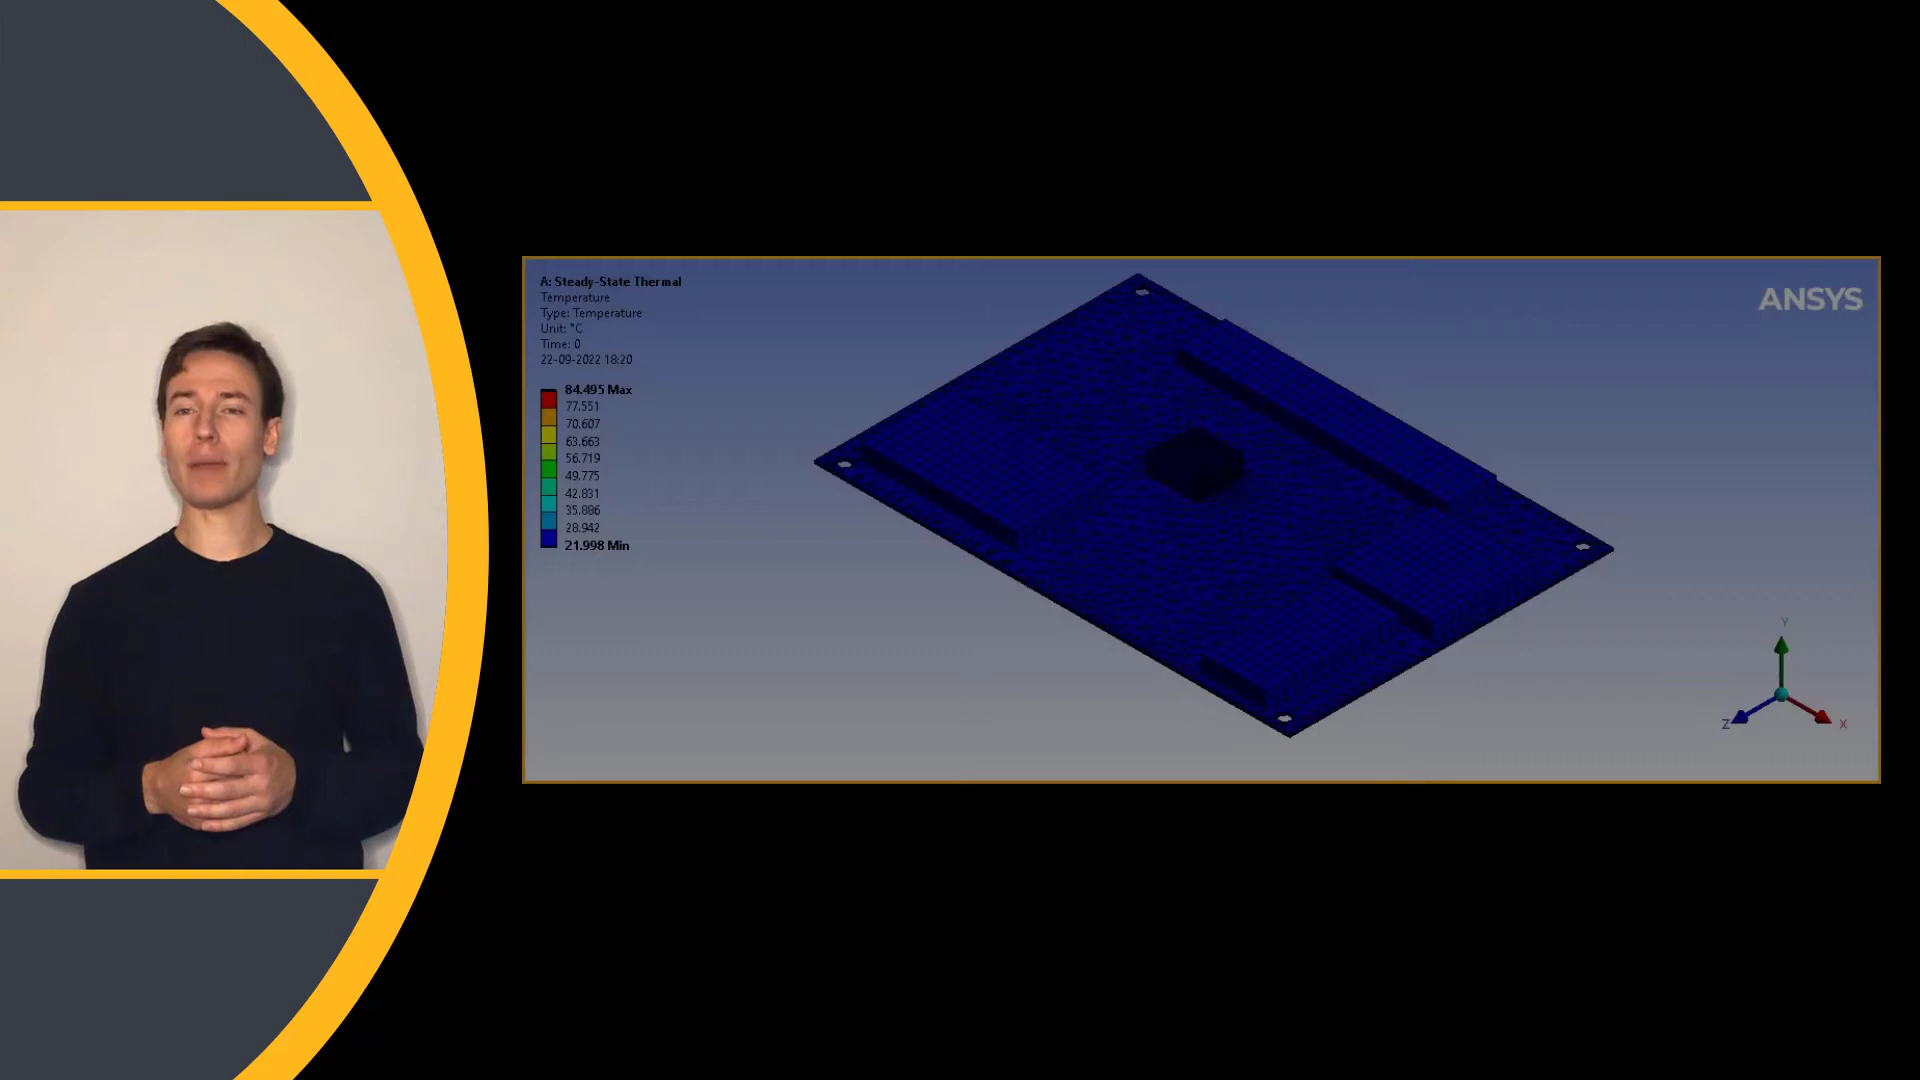 A: Steady-State Thermal
Temperature
Type: Temperature
Unit: °C
Time: 0
22-09-2022 18:20
84.495 Max
77.551
70.607
63.663
56.719
49.775
42.831
35.886
28.942
21.998 Min
ANSYS
Y
Z
X